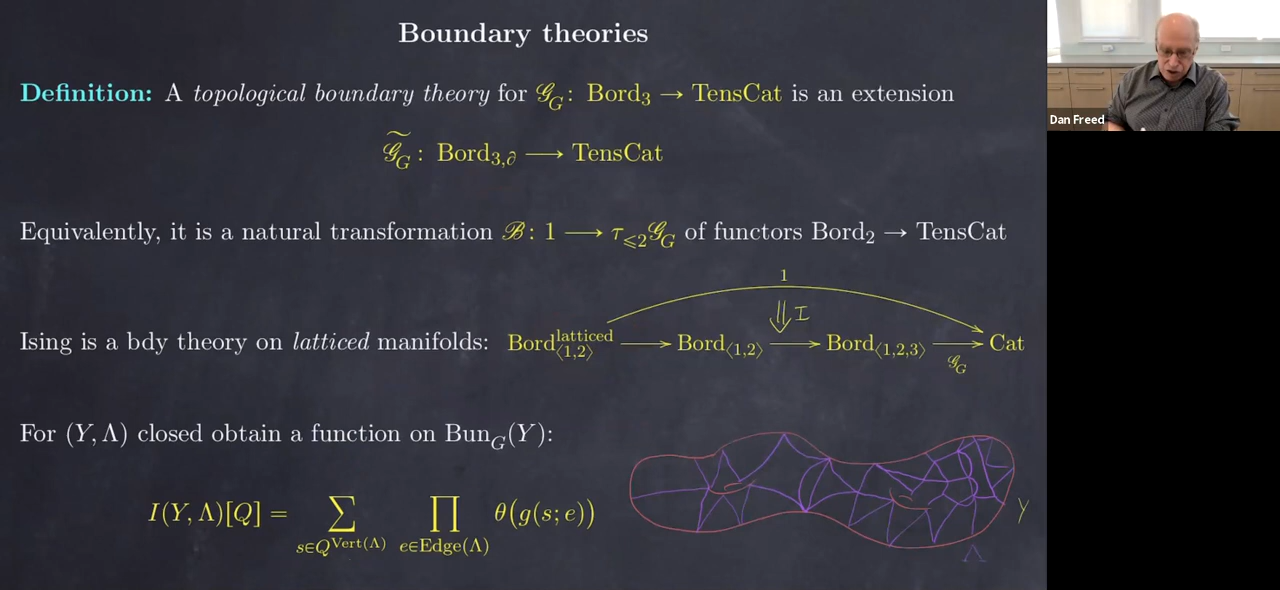 Boundary theories
Definition: A topological boundary theory for 𝒢_G : Bord₃ → TensCat is an extension
𝒢̃_G : Bord_{3,∂} ⟶ TensCat
Equivalently, it is a natural transformation ℬ : 1 ⟶ τ_{⩽2}𝒢_G of functors Bord₂ → TensCat
1
I
Ising is a bdy theory on latticed manifolds: Bord^{latticed}_{⟨1,2⟩} ⟶ Bord_{⟨1,2⟩} ⟶ Bord_{⟨1,2,3⟩} ⟶ Cat
𝒢_G
For (Y, Λ) closed obtain a function on Bun_G(Y):
I(Y, Λ)[Q] = ∑_{s∈Q^{Vert(Λ)}} ∏_{e∈Edge(Λ)} θ(g(s; e))
Y
Λ
Dan Freed